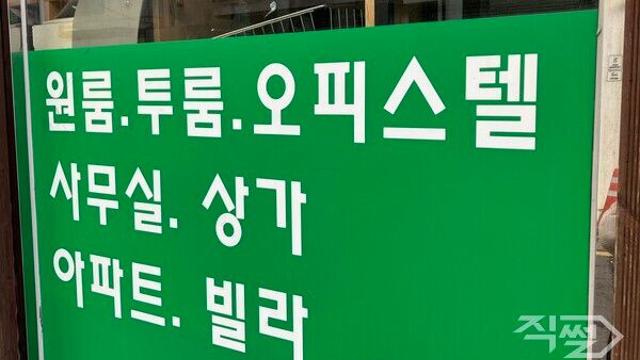 원룸.투룸.오피스텔
사무실. 상가
아파트. 빌라
직썰